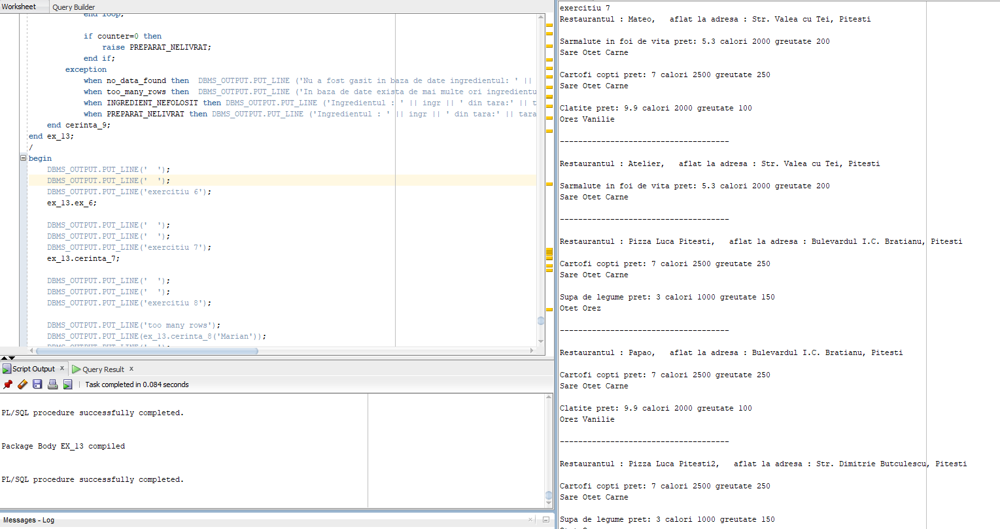 Worksheet Query Builder
end loop;
if counter=0 then
raise PREPARAT_NELIVRAT;
end if;
exception
when no_data_found then  DBMS_OUTPUT.PUT_LINE ('Nu a fost gasit in baza de date ingredientul: ' ||
when too_many_rows then  DBMS_OUTPUT.PUT_LINE ('In baza de date exista de mai multe ori ingredientu
when INGREDIENT_NEFOLOSIT then DBMS_OUTPUT.PUT_LINE ('Ingredientul : ' || ingr || ' din tara:' || t
when PREPARAT_NELIVRAT then DBMS_OUTPUT.PUT_LINE ('Ingredientul : ' || ingr || ' din tara:' || tara
end cerinta_9;
end ex_13;
/
begin
DBMS_OUTPUT.PUT_LINE('  ');
DBMS_OUTPUT.PUT_LINE('  ');
DBMS_OUTPUT.PUT_LINE('exercitiu 6');
ex_13.ex_6;
DBMS_OUTPUT.PUT_LINE('  ');
DBMS_OUTPUT.PUT_LINE('  ');
DBMS_OUTPUT.PUT_LINE('exercitiu 7');
ex_13.cerinta_7;
DBMS_OUTPUT.PUT_LINE('  ');
DBMS_OUTPUT.PUT_LINE('  ');
DBMS_OUTPUT.PUT_LINE('exercitiu 8');
DBMS_OUTPUT.PUT_LINE('too many rows');
DBMS_OUTPUT.PUT_LINE(ex_13.cerinta_8('Marian'));
DBMS_OUTPUT.PUT_LINE('  ');
Script Output x Query Result x
Task completed in 0.084 seconds
PL/SQL procedure successfully completed.
Package Body EX_13 compiled
PL/SQL procedure successfully completed.
Messages - Log
exercitiu 7
Restaurantul : Mateo,   aflat la adresa : Str. Valea cu Tei, Pitesti
Sarmalute in foi de vita pret: 5.3 calori 2000 greutate 200
Sare Otet Carne
Cartofi copti pret: 7 calori 2500 greutate 250
Sare Otet Carne
Clatite pret: 9.9 calori 2000 greutate 100
Orez Vanilie
-------------------------------------
Restaurantul : Atelier,   aflat la adresa : Str. Valea cu Tei, Pitesti
Sarmalute in foi de vita pret: 5.3 calori 2000 greutate 200
Sare Otet Carne
-------------------------------------
Restaurantul : Pizza Luca Pitesti,   aflat la adresa : Bulevardul I.C. Bratianu, Pitesti
Cartofi copti pret: 7 calori 2500 greutate 250
Sare Otet Carne
Supa de legume pret: 3 calori 1000 greutate 150
Otet Orez
-------------------------------------
Restaurantul : Papao,   aflat la adresa : Bulevardul I.C. Bratianu, Pitesti
Cartofi copti pret: 7 calori 2500 greutate 250
Sare Otet Carne
Clatite pret: 9.9 calori 2000 greutate 100
Orez Vanilie
-------------------------------------
Restaurantul : Pizza Luca Pitesti2,   aflat la adresa : Str. Dimitrie Butculescu, Pitesti
Cartofi copti pret: 7 calori 2500 greutate 250
Sare Otet Carne
Supa de legume pret: 3 calori 1000 greutate 150